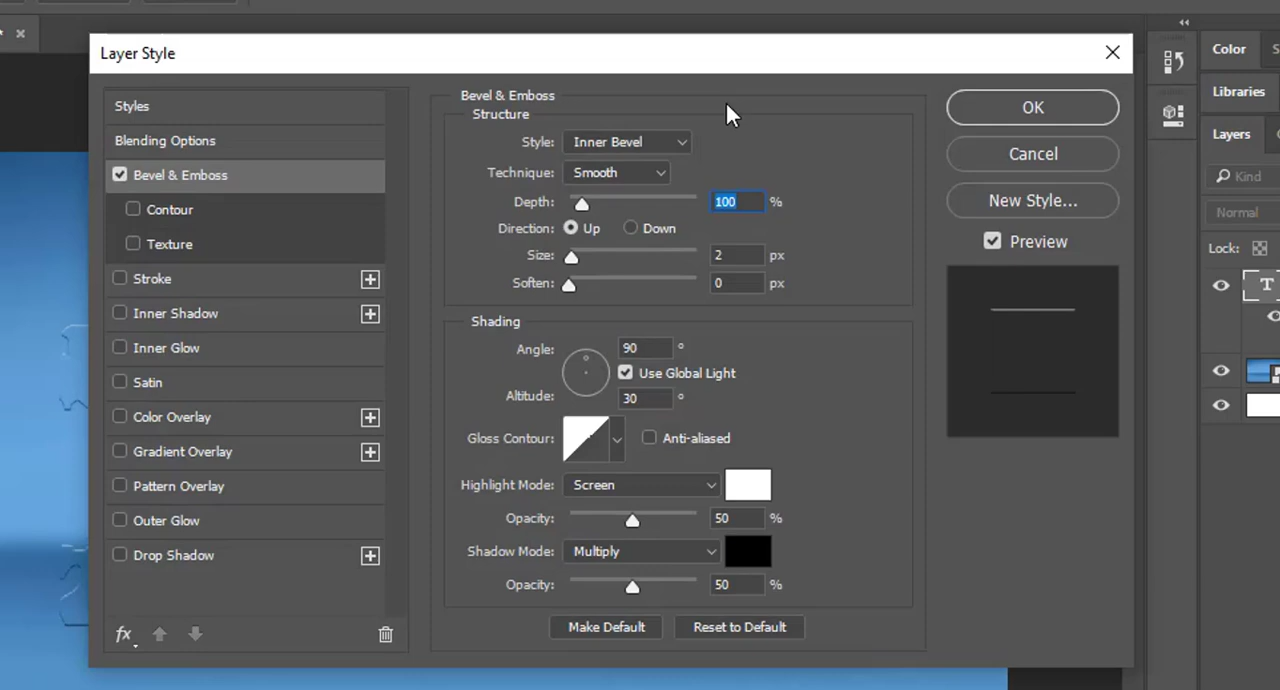 Layer Style
Styles
Blending Options
Bevel & Emboss
Contour
Texture
Stroke
Inner Shadow
Inner Glow
Satin
Color Overlay
Gradient Overlay
Pattern Overlay
Outer Glow
Drop Shadow
fx
Bevel & Emboss
Structure
Style: Inner Bevel
Technique: Smooth
Depth: 100 %
Direction: Up Down
Size: 2 px
Soften: 0 px
Shading
Angle: 90 °
Use Global Light
Altitude: 30 °
Gloss Contour: Anti-aliased
Highlight Mode: Screen
Opacity: 50 %
Shadow Mode: Multiply
Opacity: 50 %
Make Default Reset to Default
OK
Cancel
New Style...
Preview
Color
Libraries
Layers
Kind
Normal
Lock:
T